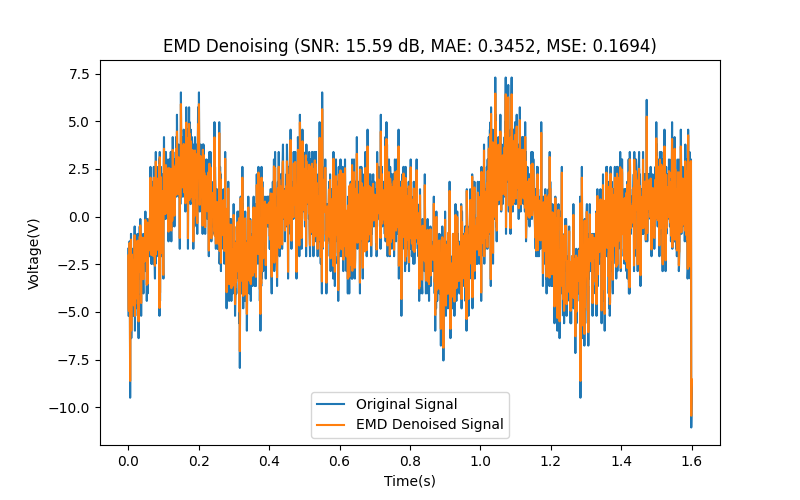 EMD Denoising (SNR: 15.59 dB, MAE: 0.3452, MSE: 0.1694)
7.5
5.0
2.5
0.0
−2.5
−5.0
−7.5
−10.0
Voltage(V)
Original Signal
EMD Denoised Signal
0.0 0.2 0.4 0.6 0.8 1.0 1.2 1.4 1.6
Time(s)